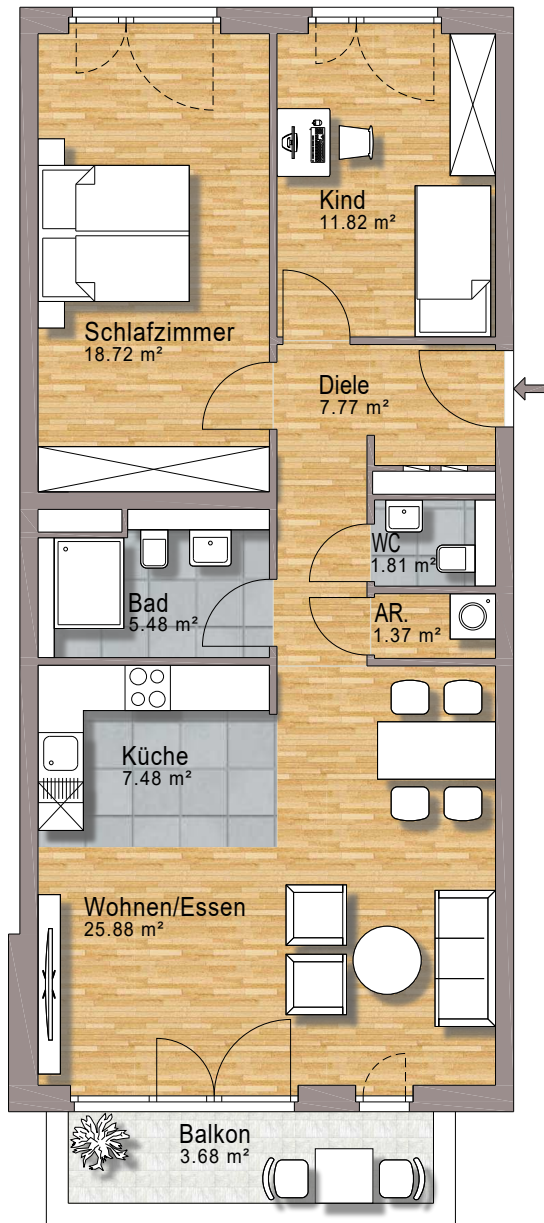 Kind
11.82 m²
Schlafzimmer
18.72 m²
Diele
7.77 m²
WC
1.81 m²
Bad
5.48 m²
AR.
1.37 m²
Küche
7.48 m²
Wohnen/Essen
25.88 m²
Balkon
3.68 m²